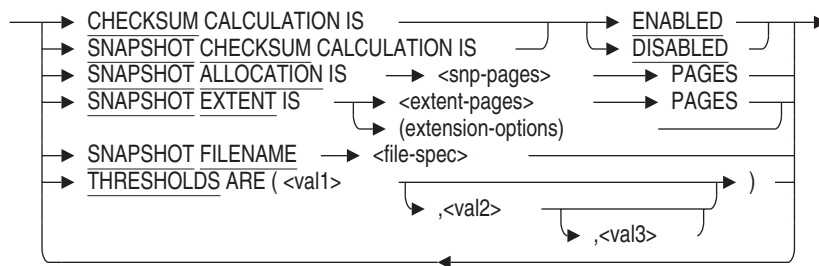 CHECKSUM CALCULATION IS ENABLED
SNAPSHOT CHECKSUM CALCULATION IS DISABLED
SNAPSHOT ALLOCATION IS <snp-pages> PAGES
SNAPSHOT EXTENT IS <extent-pages> PAGES
(extension-options)
SNAPSHOT FILENAME <file-spec>
THRESHOLDS ARE ( <val1> )
,<val2>
,<val3>